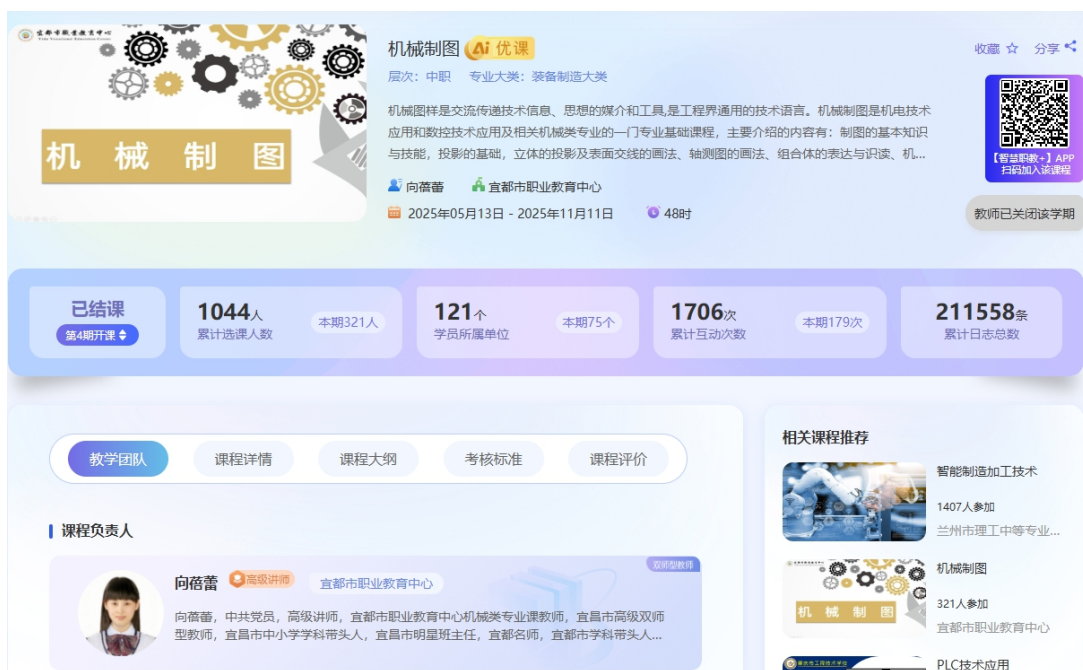 宜都市职业教育中心
Yidu Vocational Education Center
机 械 制 图
机械制图 Ai 优课
收藏 分享
层次：中职 专业大类：装备制造大类
机械图样是交流传递技术信息、思想的媒介和工具,是工程界通用的技术语言。机械制图是机电技术
应用和数控技术应用及相关机械类专业的一门专业基础课程，主要介绍的内容有：制图的基本知识
与技能，投影的基础，立体的投影及表面交线的画法、轴测图的画法、组合体的表达与识读、机...
【智慧职教+】APP
扫码加入该课程
向蓓蕾 宜都市职业教育中心
2025年05月13日 - 2025年11月11日 48时
教师已关闭该学期
已结课
第4期开课
1044人
累计选课人数
本期321人
121个
学员所属单位
本期75个
1706次
累计互动次数
本期179次
211558条
累计日志总数
教学团队
课程详情
课程大纲
考核标准
课程评价
课程负责人
双师型教师
向蓓蕾 高级讲师 宜都市职业教育中心
向蓓蕾，中共党员，高级讲师，宜都市职业教育中心机械类专业课教师，宜昌市高级双师
型教师，宜昌市中小学学科带头人，宜昌市明星班主任，宜都名师，宜都市学科带头人...
相关课程推荐
智能制造加工技术
1407人参加
兰州市理工中等专业...
机 械 制 图
机械制图
321人参加
宜都市职业教育中心
PLC技术应用